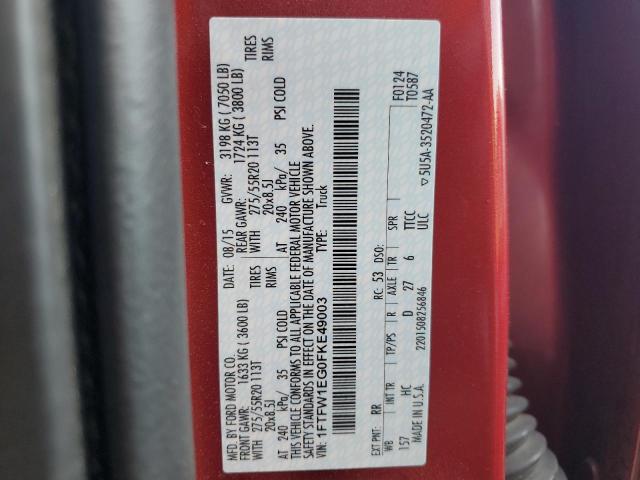 MFD. BY FORD MOTOR CO.
DATE: 08/15 GVWR: 3198 KG ( 7050 LB)
FRONT GAWR: 1633 KG ( 3600 LB) REAR GAWR: 1724 KG ( 3800 LB)
WITH 275/55R20 113T TIRES WITH 275/55R20 113T TIRES
20x8.5J RIMS 20x8.5J RIMS
AT 240 kPa/ 35 PSI COLD AT 240 kPa/ 35 PSI COLD
THIS VEHICLE CONFORMS TO ALL APPLICABLE FEDERAL MOTOR VEHICLE
SAFETY STANDARDS IN EFFECT ON THE DATE OF MANUFACTURE SHOWN ABOVE.
1FTFW1EG0FKE49003 TYPE: Truck
F0124
T0587
EXT PNT: RR RC: 53 DSO:
WB INT TR TP/PS R AXLE TR SPR
157 HC D 27 6 TTCC
ULC
MADE IN U.S.A. 2201508256846 5U5A-3520472-AA